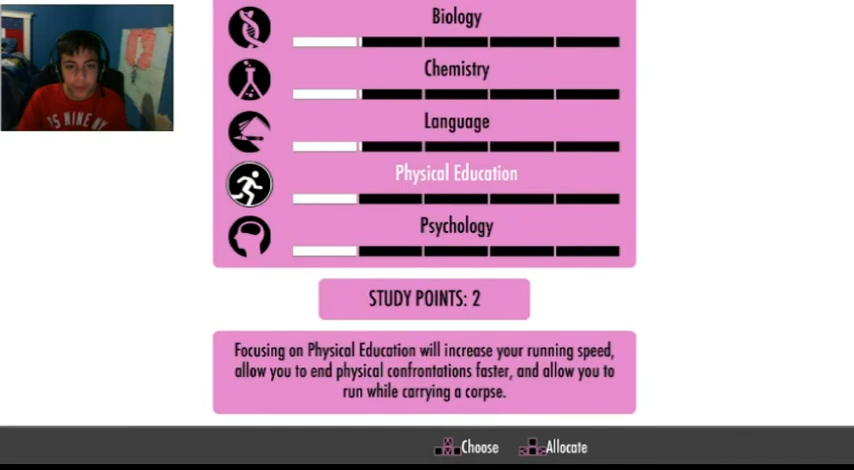 Biology
Chemistry
Language
Physical Education
Psychology
STUDY POINTS: 2
Focusing on Physical Education will increase your running speed,
allow you to end physical confrontations faster, and allow you to
run while carrying a corpse.
Choose
Allocate